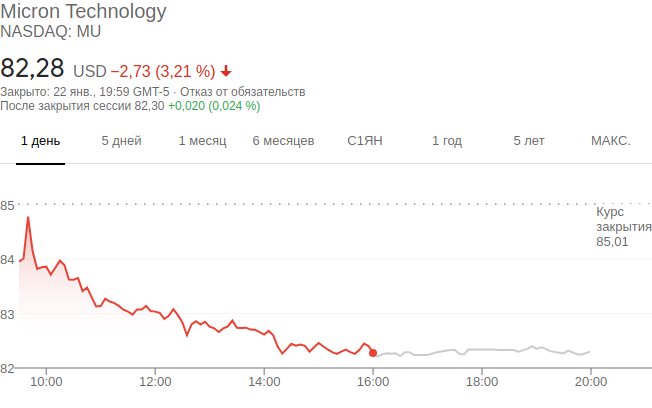 Micron Technology
NASDAQ: MU
82,28 USD −2,73 (3,21 %)
Закрыто: 22 янв., 19:59 GMT-5 · Отказ от обязательств
После закрытия сессии 82,30 +0,020 (0,024 %)
1 день 5 дней 1 месяц 6 месяцев С1ЯН 1 год 5 лет МАКС.
85
Курс
закрытия
85,01
84
83
82
10:00 12:00 14:00 16:00 18:00 20:00